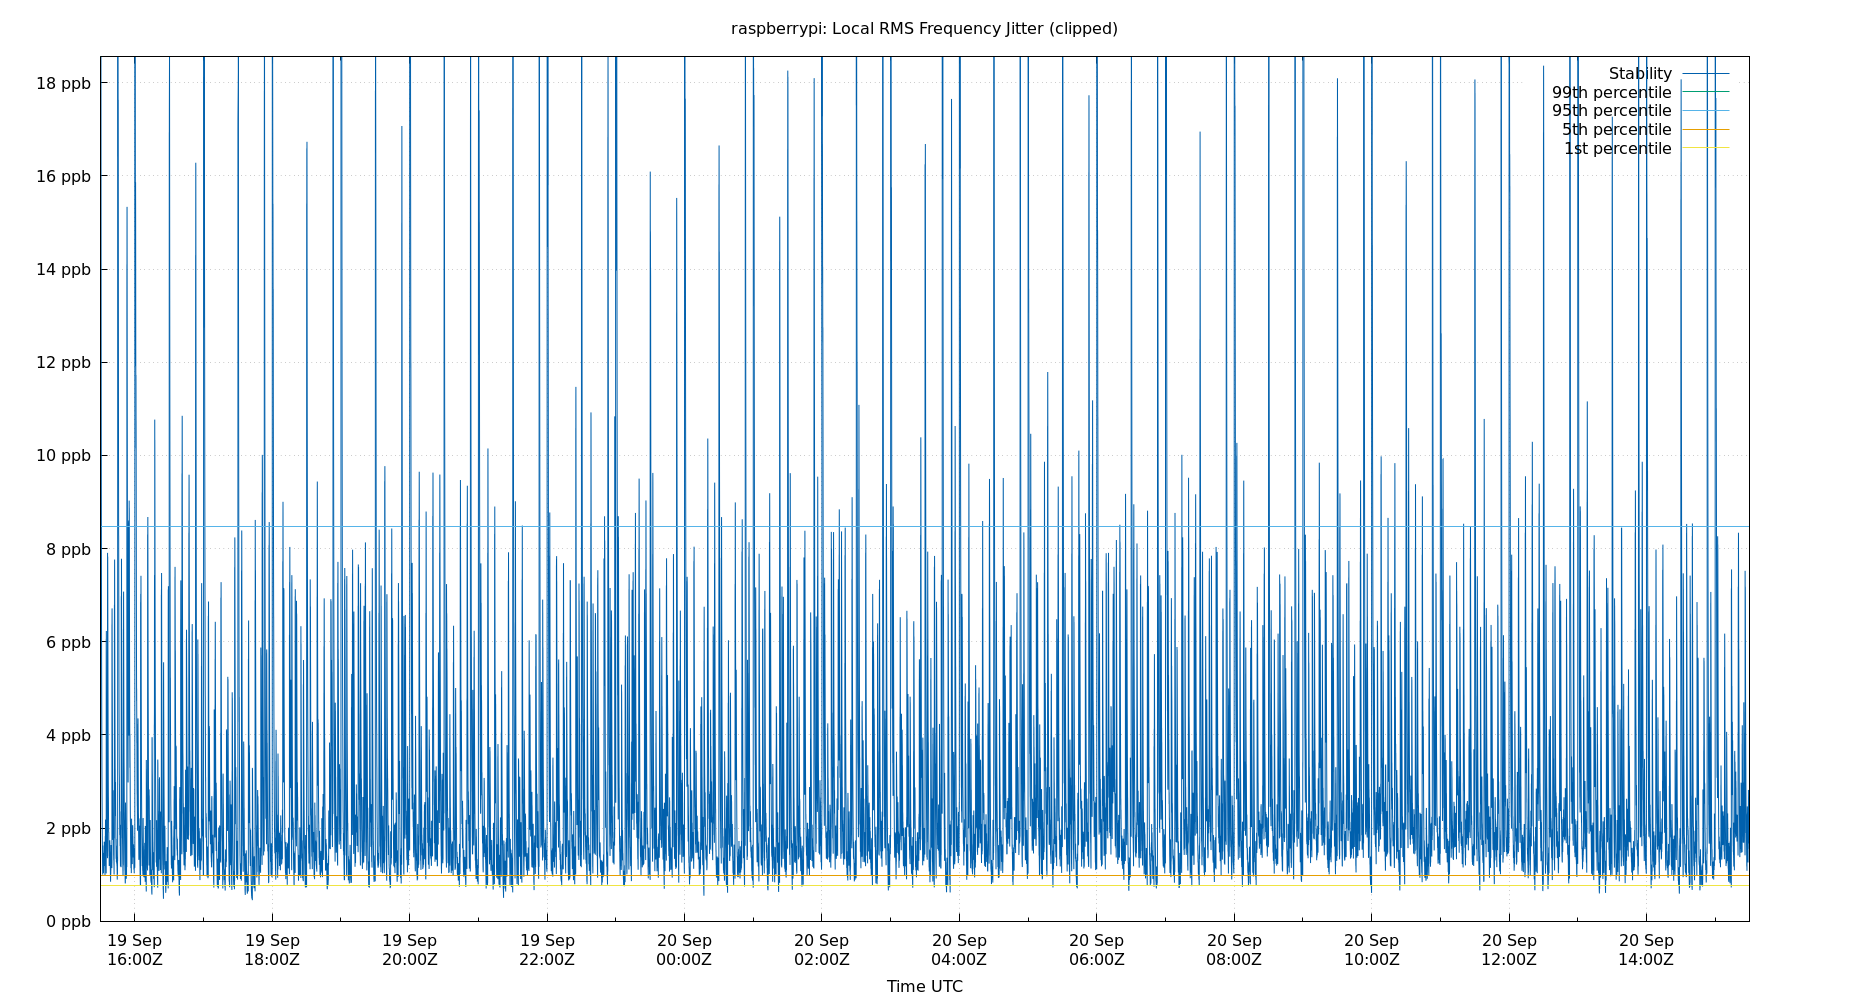 raspberrypi: Local RMS Frequency Jitter (clipped)
18 ppb
16 ppb
14 ppb
12 ppb
10 ppb
8 ppb
6 ppb
4 ppb
2 ppb
0 ppb
Stability
99th percentile
95th percentile
5th percentile
1st percentile
19 Sep 19 Sep 19 Sep 19 Sep 20 Sep 20 Sep 20 Sep 20 Sep 20 Sep 20 Sep 20 Sep 20 Sep
16:00Z 18:00Z 20:00Z 22:00Z 00:00Z 02:00Z 04:00Z 06:00Z 08:00Z 10:00Z 12:00Z 14:00Z
Time UTC